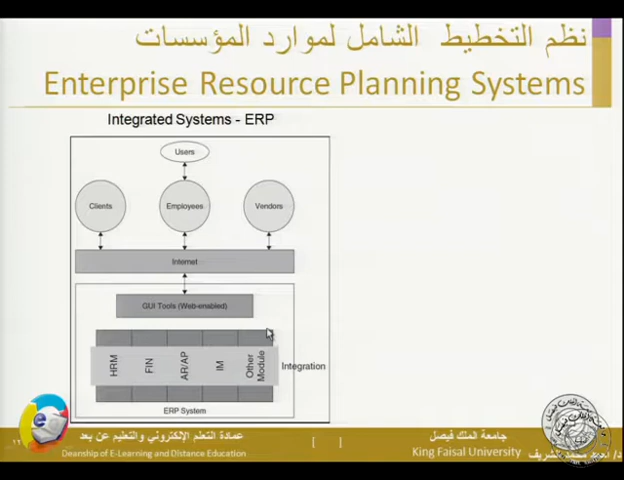 نظم التخطيط الشامل لموارد المؤسسات
Enterprise Resource Planning Systems
Integrated Systems - ERP
Users
Clients
Employees
Vendors
Internet
GUI Tools (Web-enabled)
HRM
FIN
AR/AP
IM
Other Module
Integration
ERP System
عمادة التعلم الإلكتروني والتعليم عن بعد
Deanship of E-Learning and Distance Education
[ ]
جامعة الملك فيصل
King Faisal University
محمد الشريف